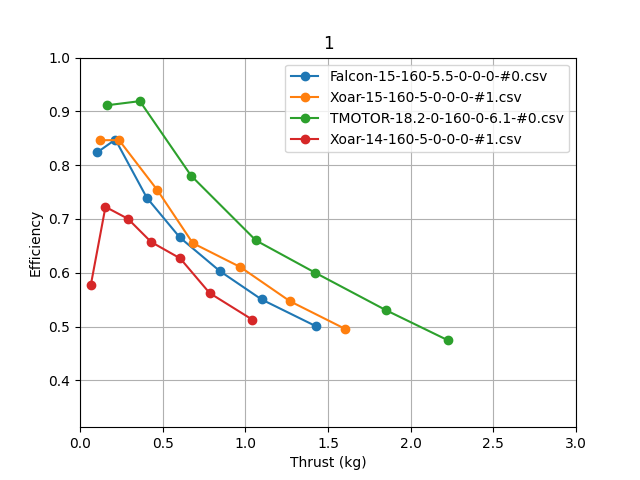 1
Efficiency
1.0
0.9
0.8
0.7
0.6
0.5
0.4
Falcon-15-160-5.5-0-0-0-#0.csv
Xoar-15-160-5-0-0-0-#1.csv
TMOTOR-18.2-0-160-0-6.1-#0.csv
Xoar-14-160-5-0-0-0-#1.csv
0.0 0.5 1.0 1.5 2.0 2.5 3.0
Thrust (kg)